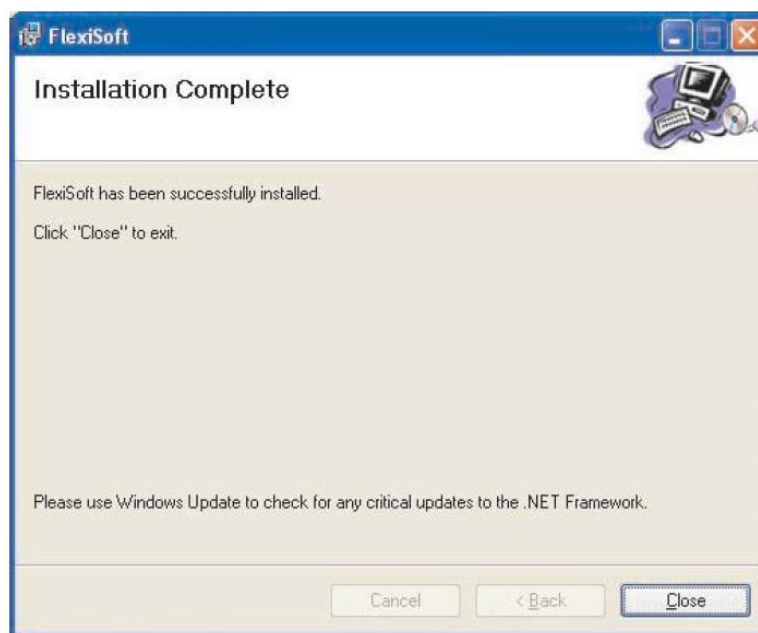 FlexiSoft
Installation Complete
FlexiSoft has been successfully installed.
Click "Close" to exit.
Please use Windows Update to check for any critical updates to the .NET Framework.
Cancel
< Back
Close